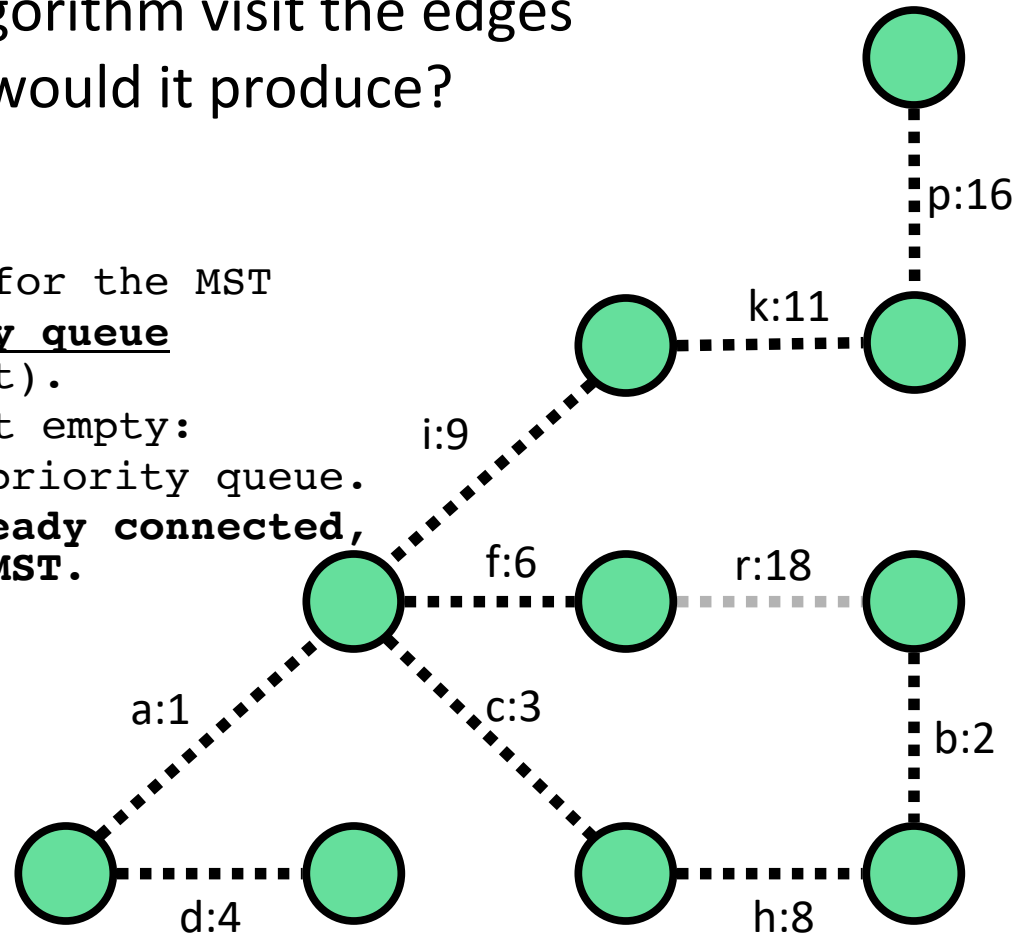 gorithm visit the edges
would it produce?
p:16
for the MST
y queue
k:11
t).
t empty:
i:9
priority queue.
eady connected,
MST.
f:6
r:18
a:1
c:3
b:2
d:4
h:8